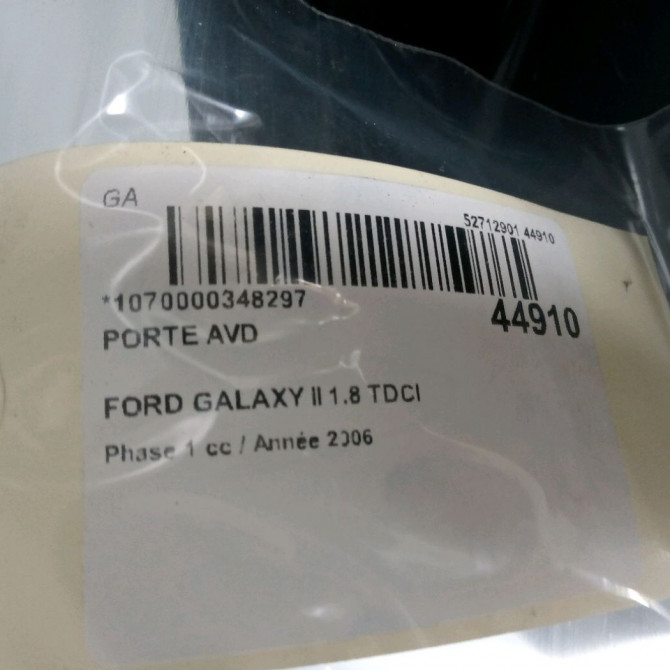 GA
52712901 44910
*1070000348297
44910
PORTE AVD
FORD GALAXY II 1.8 TDCI
Phase 1 cc / Année 2006